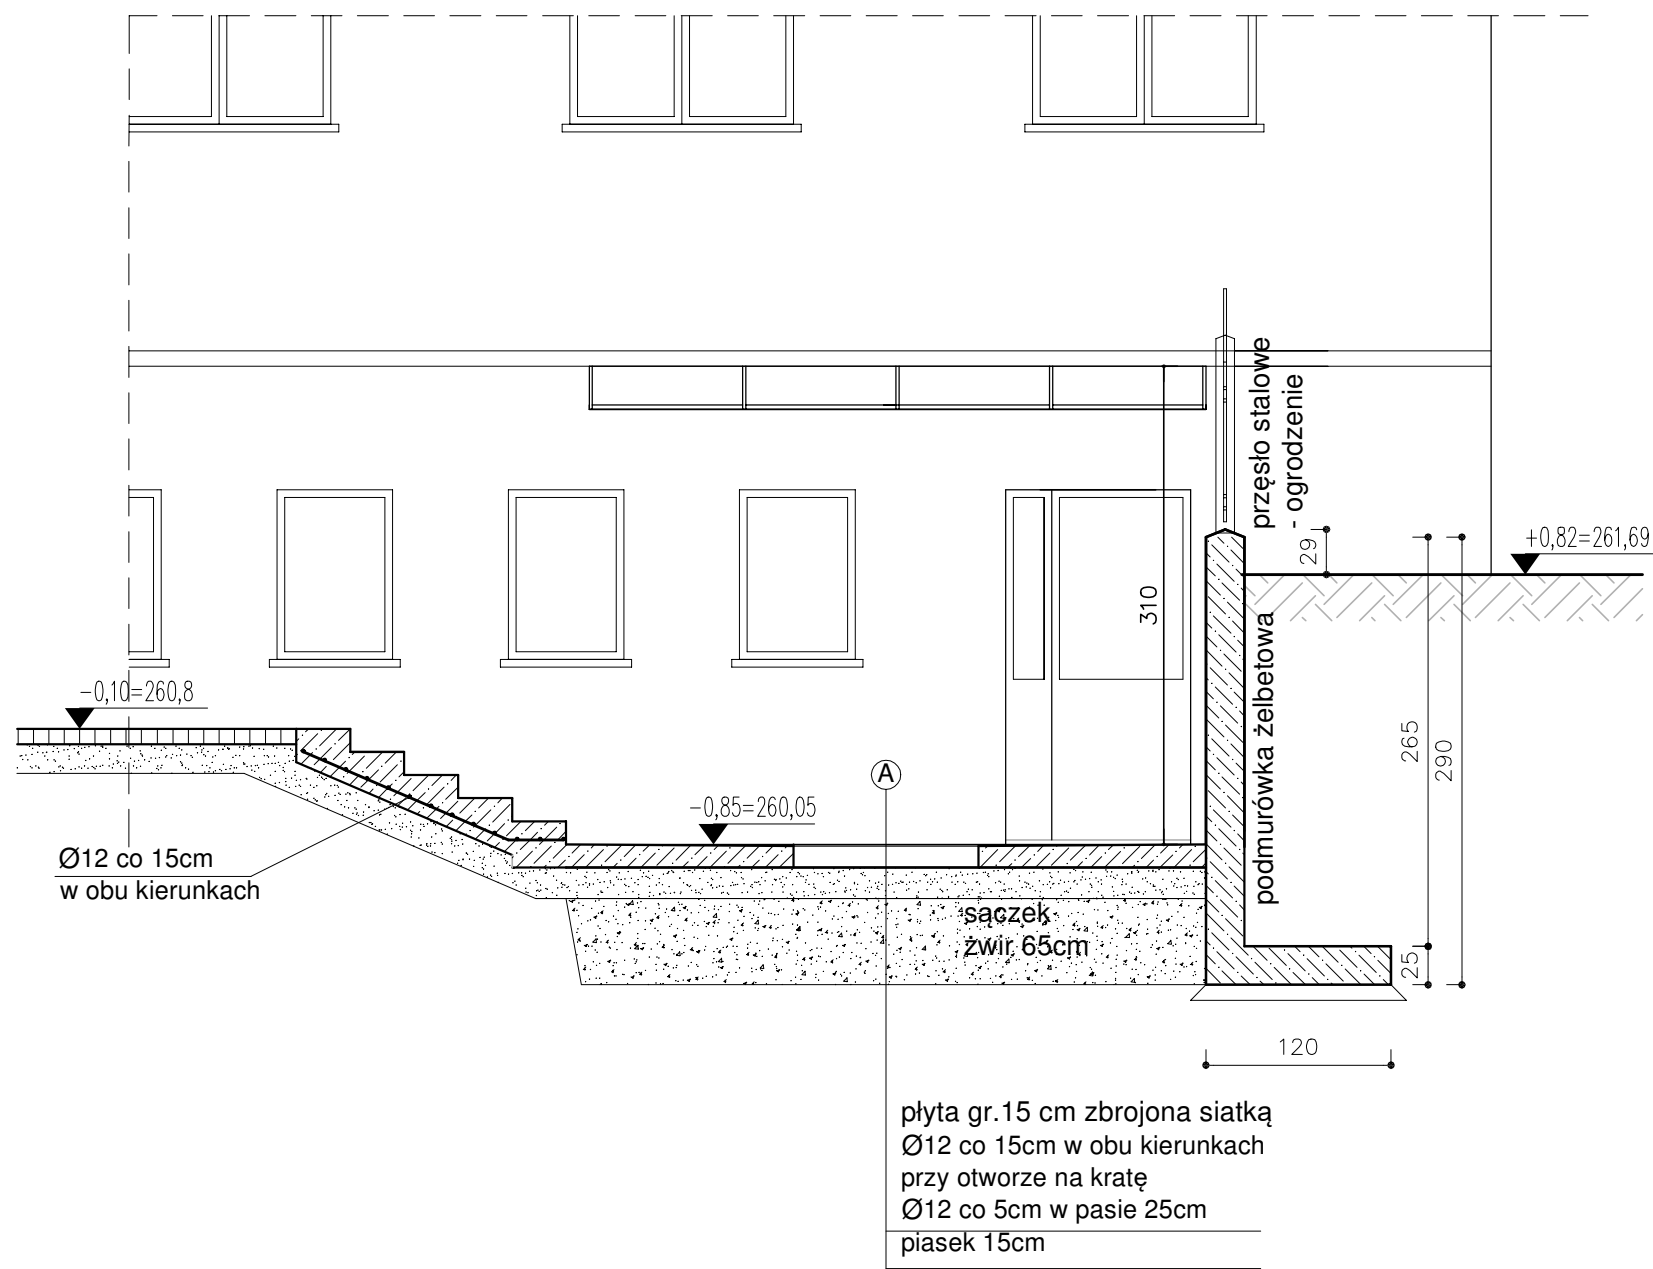 przęsło stalowe
- ogrodzenie
+0,82=261,69
29
310
podmurówka żelbetowa
265
290
-0,10=260,8
A
-0,85=260,05
Ø12 co 15cm
w obu kierunkach
sączek
żwir 65cm
25
120
płyta gr.15 cm zbrojona siatką
Ø12 co 15cm w obu kierunkach
przy otworze na kratę
Ø12 co 5cm w pasie 25cm
piasek 15cm